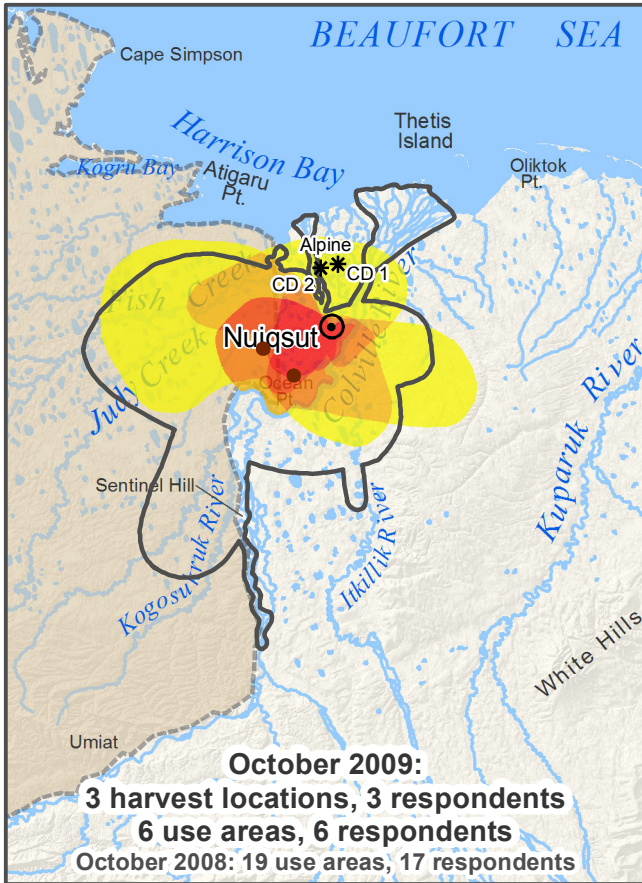 BEAUFORT SEA
Cape Simpson
Harrison Bay
Thetis
Island
Kogru Bay
Atigaru
Pt.
Oliktok
Pt.
Alpine
CD 1
CD 2
Fish Creek
Nuiqsut
Colville River
Judy Creek
Ocean
Pt.
Kuparuk River
Sentinel Hill
Kogosukruk River
Itkillik River
White Hills
Umiat
October 2009:
3 harvest locations, 3 respondents
6 use areas, 6 respondents
October 2008: 19 use areas, 17 respondents